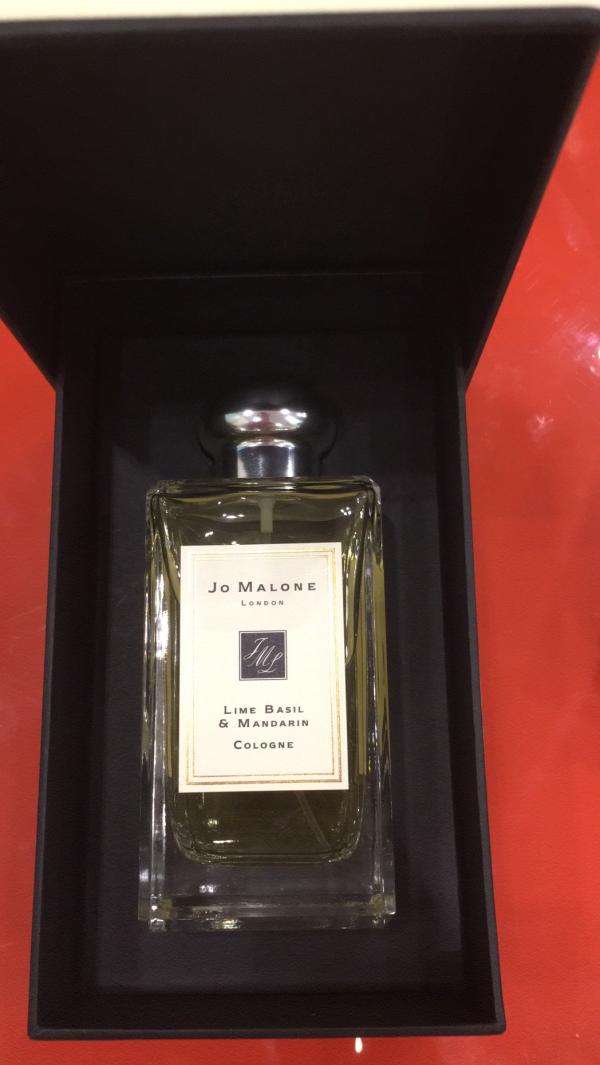 Jo Malone
London
JML
Lime Basil
& Mandarin
Cologne